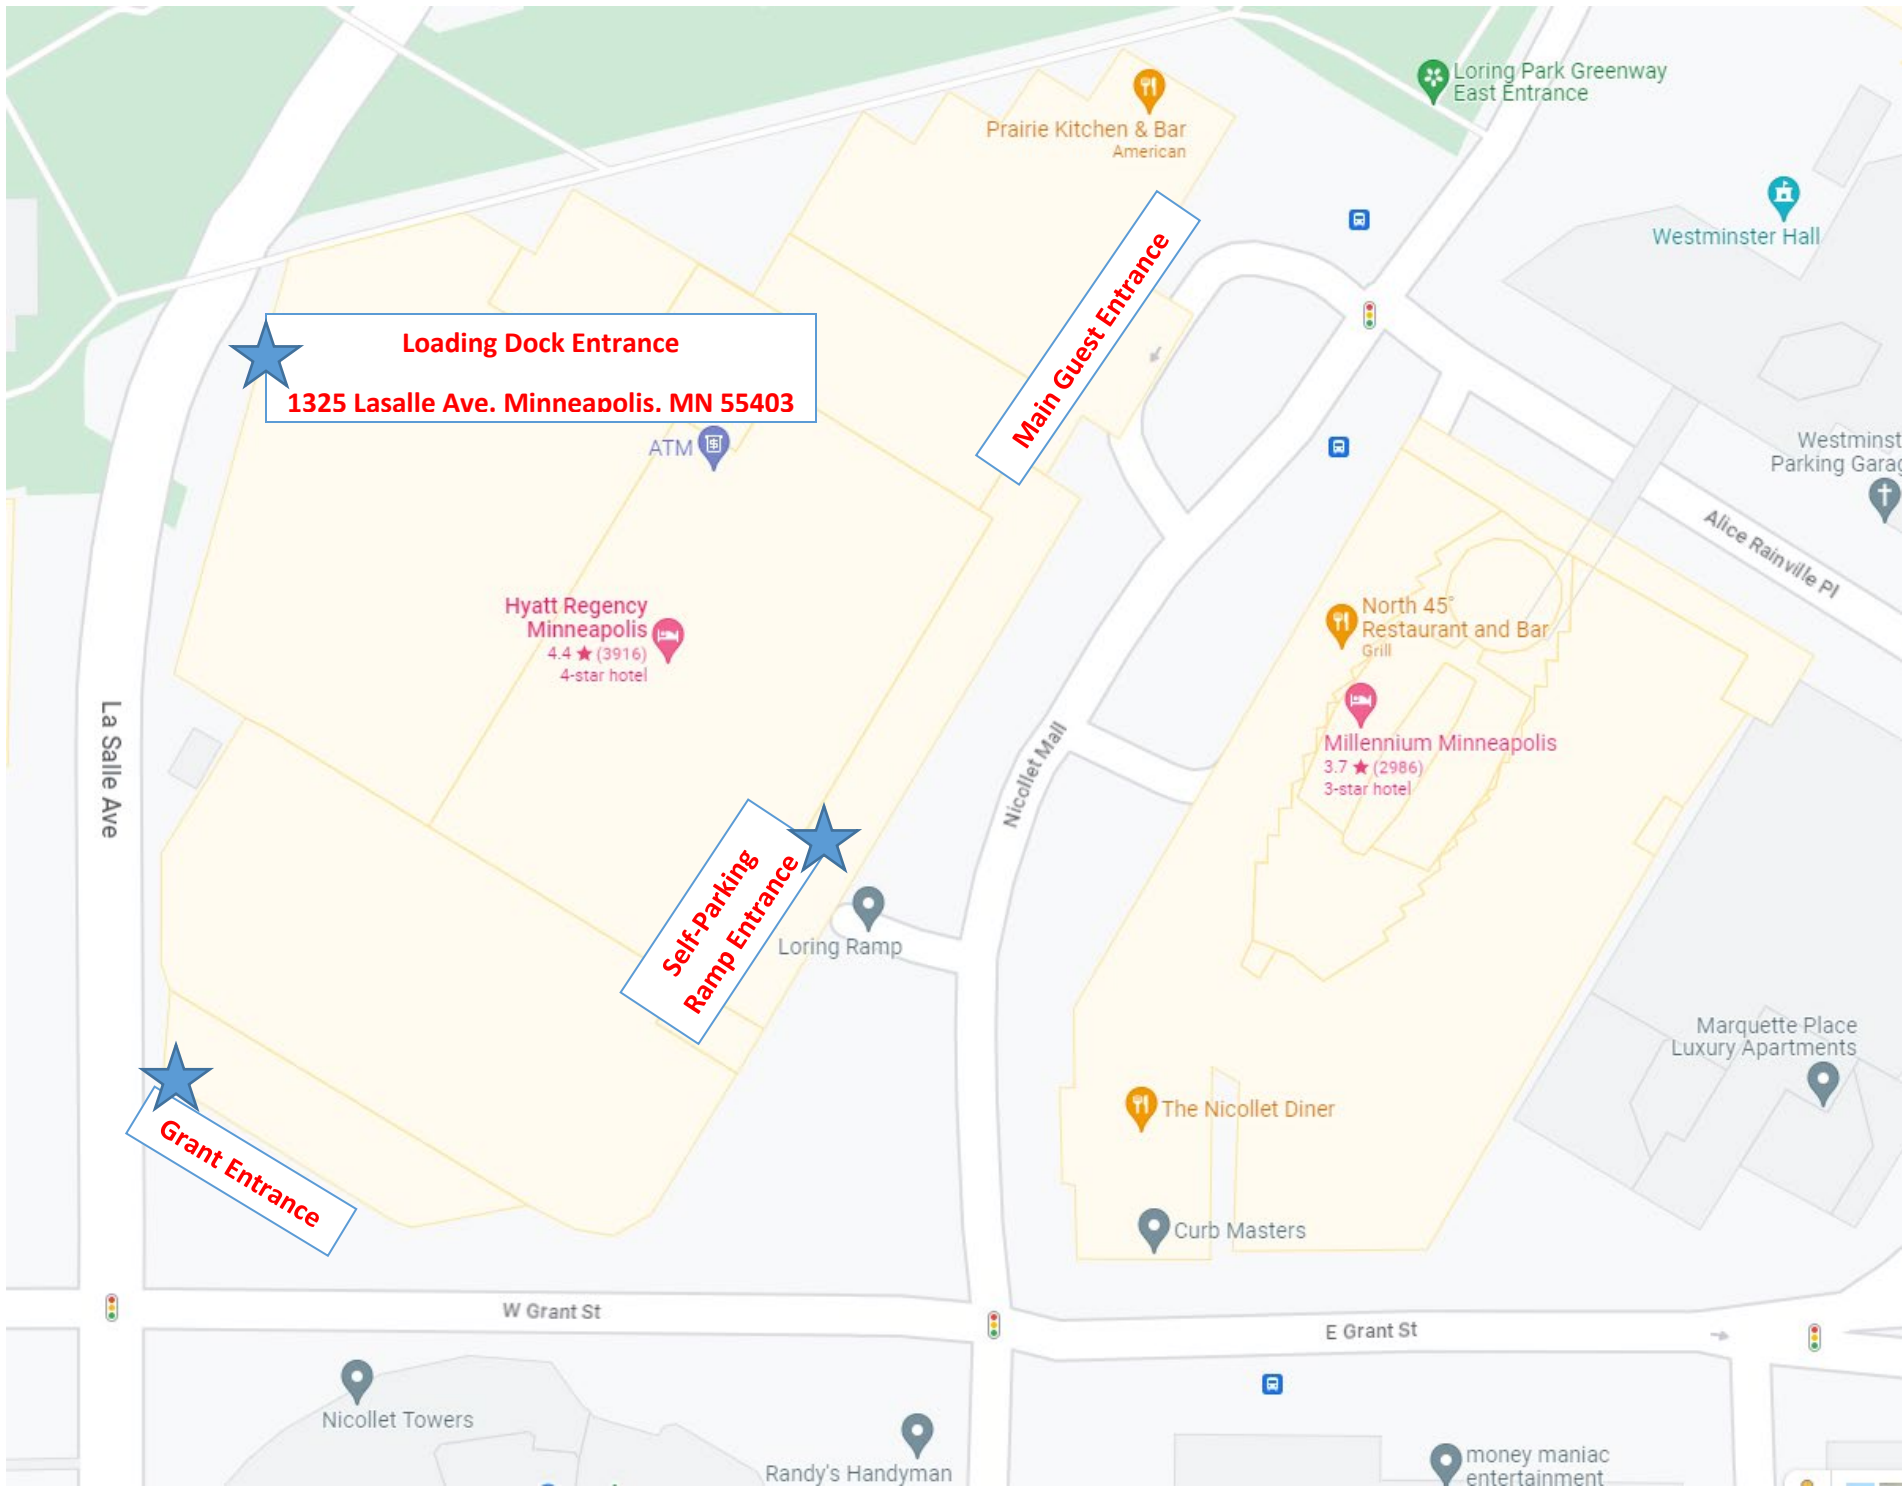 Loring Park Greenway
East Entrance
Prairie Kitchen & Bar
American
Westminster Hall
Main Guest Entrance
Loading Dock Entrance
1325 Lasalle Ave. Minneapolis. MN 55403
ATM
Westminst
Parking Garag
Alice Rainville Pl
Hyatt Regency
Minneapolis
4.4 ★ (3916)
4-star hotel
North 45°
Restaurant and Bar
Grill
Millennium Minneapolis
3.7 ★ (2986)
3-star hotel
La Salle Ave
Nicollet Mall
Self-Parking
Ramp Entrance
Loring Ramp
Marquette Place
Luxury Apartments
The Nicollet Diner
Grant Entrance
Curb Masters
W Grant St
E Grant St
Nicollet Towers
Randy's Handyman
money maniac
entertainment